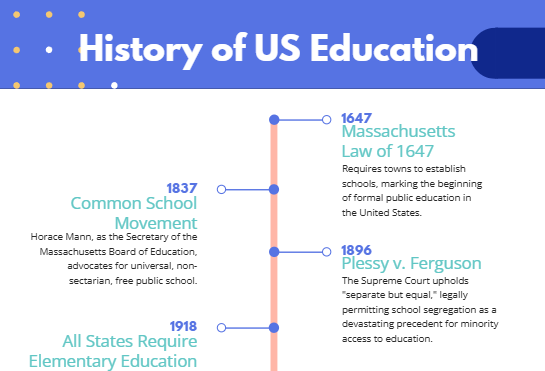 History of US Education
1647
Massachusetts
Law of 1647
Requires towns to establish
schools, marking the beginning
of formal public education in
the United States.
1837
Common School
Movement
Horace Mann, as the Secretary of the
Massachusetts Board of Education,
advocates for universal, non-
sectarian, free public school.
1896
Plessy v. Ferguson
The Supreme Court upholds
"separate but equal," legally
permitting school segregation as a
devastating precedent for minority
access to education.
1918
All States Require
Elementary Education